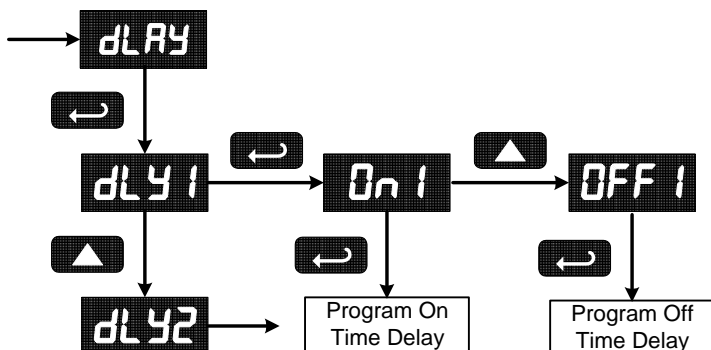 dLAY
dLY1
On1
OFF1
dLY2
Program On
Time Delay
Program Off
Time Delay